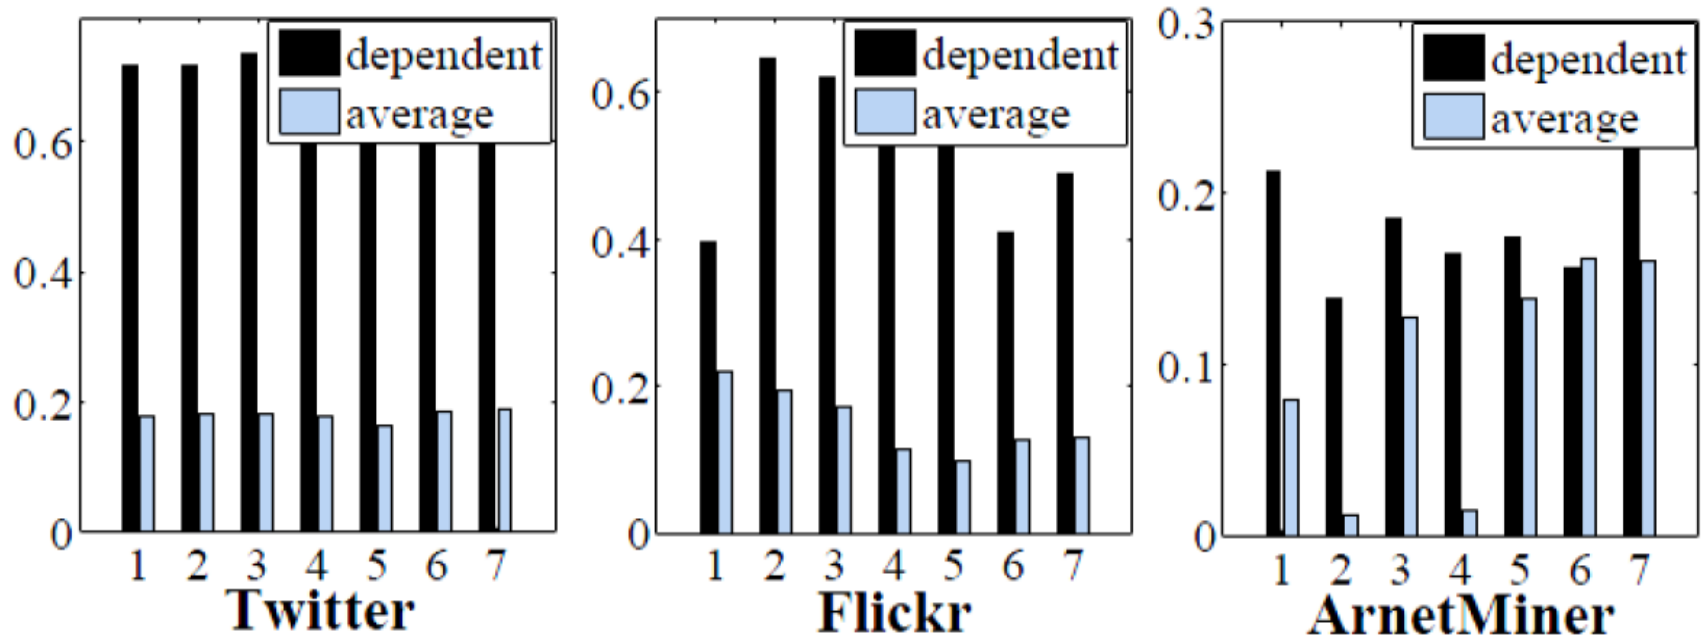 dependent
average
0.6
0.4
0.2
0
1 2 3 4 5 6 7
Twitter
dependent
average
0.6
0.4
0.2
0
1 2 3 4 5 6 7
Flickr
0.3
dependent
average
0.2
0.1
0
1 2 3 4 5 6 7
ArnetMiner